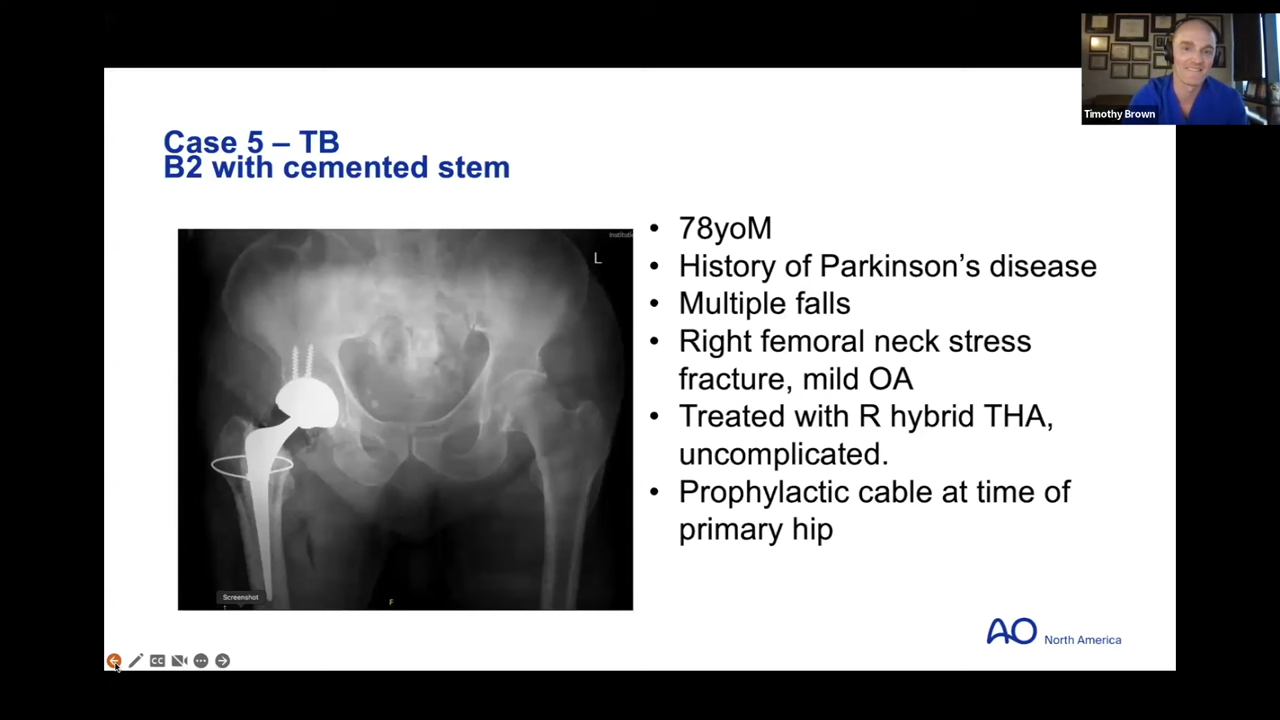 Timothy Brown
Case 5 – TB
B2 with cemented stem
L
Screenshot
F
• 78yoM
• History of Parkinson’s disease
• Multiple falls
• Right femoral neck stress
fracture, mild OA
• Treated with R hybrid THA,
uncomplicated.
• Prophylactic cable at time of
primary hip
AO North America
CC